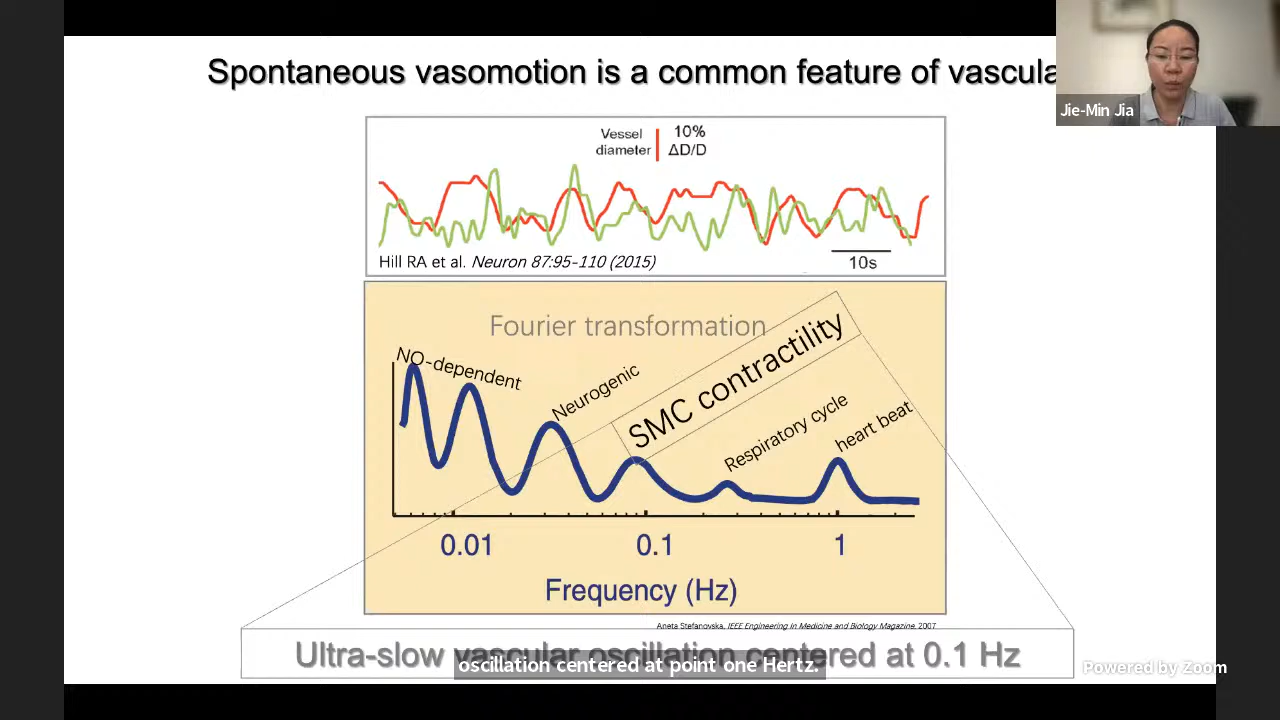 Spontaneous vasomotion is a common feature of vascula
Jie-Min Jia
Vessel
diameter
10%
ΔD/D
Hill RA et al. Neuron 87:95-110 (2015)
10s
Fourier transformation
NO-dependent
Neurogenic
SMC contractility
Respiratory cycle
heart beat
0.01 0.1 1
Frequency (Hz)
Aneta Stefanovska, IEEE Engineering In Medicine and Biology Magazine, 2007
Ultra-slow vascular oscillation centered at 0.1 Hz
oscillation centered at point one Hertz.
Powered by Zoom